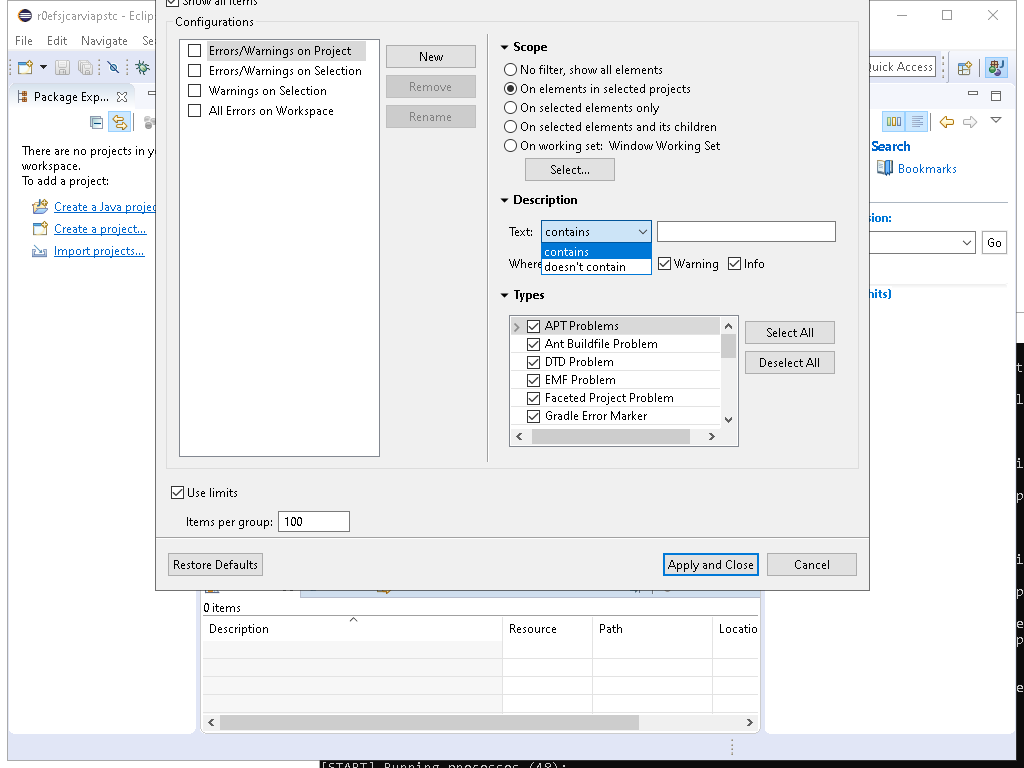 Show all items
r0efsjcarviapstc - Eclips
File Edit Navigate Se
Configurations
Errors/Warnings on Project
Errors/Warnings on Selection
Warnings on Selection
All Errors on Workspace
New
Remove
Rename
Scope
No filter, show all elements
On elements in selected projects
On selected elements only
On selected elements and its children
On working set: Window Working Set
Select...
Description
Text: contains
contains
doesn't contain
Where
Warning
Info
Types
APT Problems
Ant Buildfile Problem
DTD Problem
EMF Problem
Faceted Project Problem
Gradle Error Marker
Select All
Deselect All
Use limits
Items per group: 100
Restore Defaults
Apply and Close
Cancel
Quick Access
Package Exp...
There are no projects in y
workspace.
To add a project:
Create a Java projec
Create a project...
Import projects...
Search
Bookmarks
sion:
Go
hits)
0 items
Description Resource Path Locatio
[START] Running processes (48):